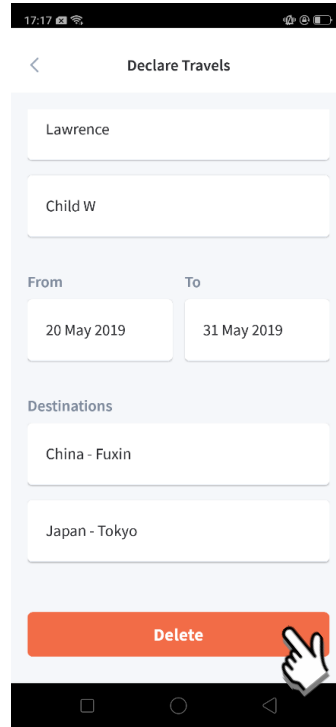 17:17
Declare Travels
Lawrence
Child W
From To
20 May 2019 31 May 2019
Destinations
China - Fuxin
Japan - Tokyo
Delete